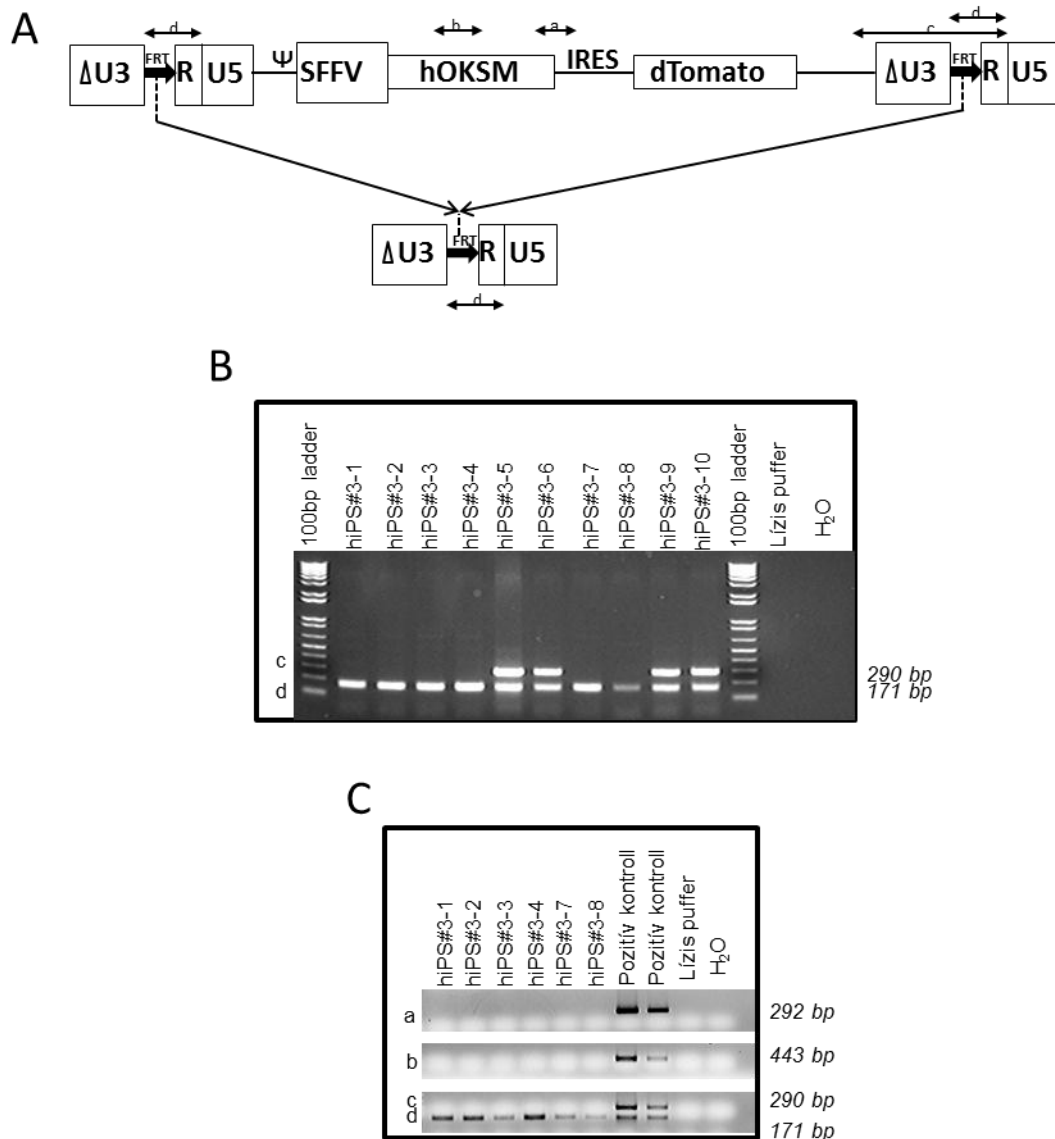 A
d b a c d
ΔU3 FRT R U5 Ψ SFFV hOKSM IRES dTomato ΔU3 FRT R U5
ΔU3 FRT R U5
d
B
100bp ladder
hiPS#3-1
hiPS#3-2
hiPS#3-3
hiPS#3-4
hiPS#3-5
hiPS#3-6
hiPS#3-7
hiPS#3-8
hiPS#3-9
hiPS#3-10
100bp ladder
Lízis puffer
H₂O
c 290 bp
d 171 bp
C
hiPS#3-1
hiPS#3-2
hiPS#3-3
hiPS#3-4
hiPS#3-7
hiPS#3-8
Pozitív kontroll
Pozitív kontroll
Lízis puffer
H₂O
a 292 bp
b 443 bp
c 290 bp
d 171 bp